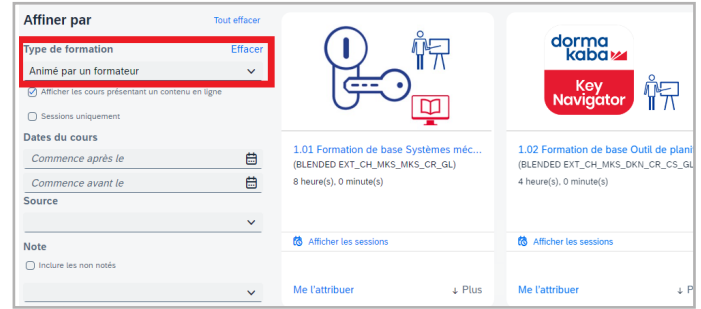 Affiner par
Tout effacer
Type de formation
Effacer
Animé par un formateur
Afficher les cours présentant un contenu en ligne
Sessions uniquement
Dates du cours
Commence après le
Commence avant le
Source
Note
Inclure les non notés
1.01 Formation de base Systèmes méc...
(BLENDED EXT_CH_MKS_MKS_CR_GL)
8 heure(s), 0 minute(s)
Afficher les sessions
Me l'attribuer
Plus
dorma
kaba
Key
Navigator
1.02 Formation de base Outil de plani
(BLENDED EXT_CH_MKS_DKN_CR_CS_GL
4 heure(s), 0 minute(s)
Afficher les sessions
Me l'attribuer
P